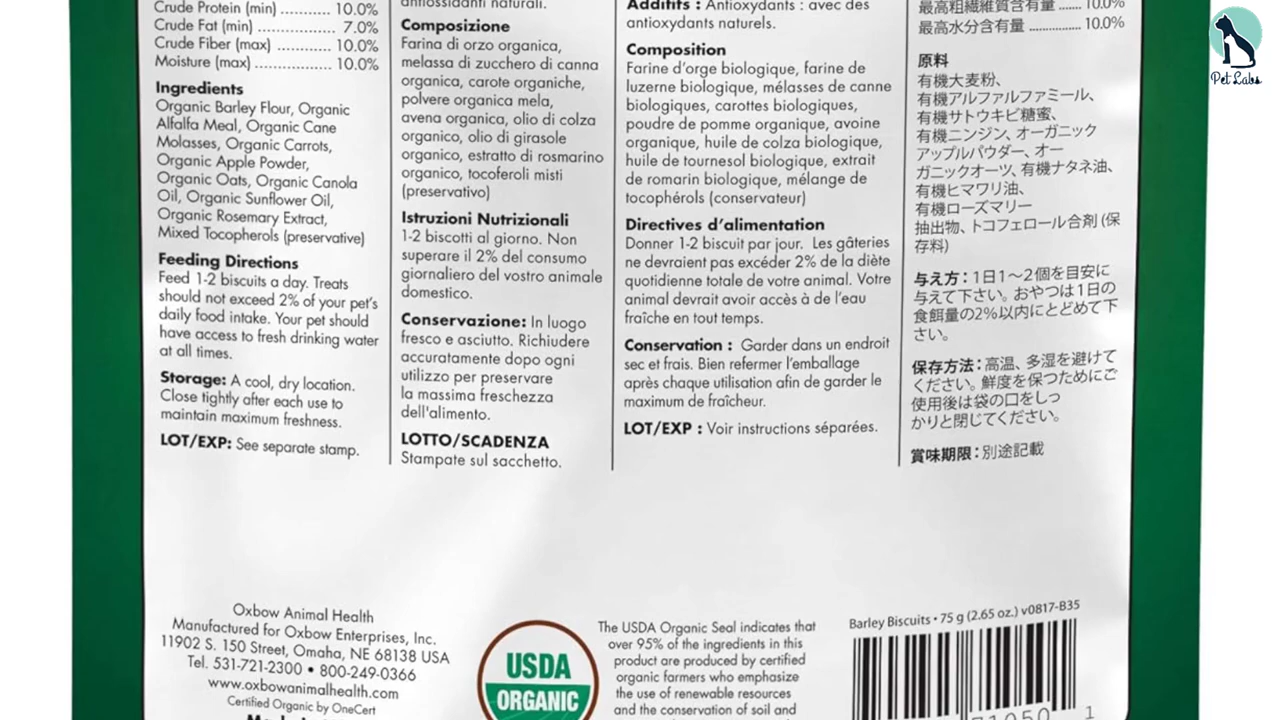 Crude Protein (min) .............. 10.0%
Crude Fat (min) ..................... 7.0%
Crude Fiber (max) ................ 10.0%
Moisture (max) ..................... 10.0%
Ingredients
Organic Barley Flour, Organic
Alfalfa Meal, Organic Cane
Molasses, Organic Carrots,
Organic Apple Powder,
Organic Oats, Organic Canola
Oil, Organic Sunflower Oil,
Organic Rosemary Extract,
Mixed Tocopherols (preservative)
Feeding Directions
Feed 1-2 biscuits a day. Treats
should not exceed 2% of your pet's
daily food intake. Your pet should
have access to fresh drinking water
at all times.
Storage: A cool, dry location.
Close tightly after each use to
maintain maximum freshness.
LOT/EXP: See separate stamp.
antiossidanti naturali.
Composizione
Farina di orzo organica,
melassa di zucchero di canna
organica, carote organiche,
polvere organica mela,
avena organica, olio di colza
organico, olio di girasole
organico, estratto di rosmarino
organico, tocoferoli misti
(preservativo)
Istruzioni Nutrizionali
1-2 biscotti al giorno. Non
superare il 2% del consumo
giornaliero del vostro animale
domestico.
Conservazione: In luogo
fresco e asciutto. Richiudere
accuratamente dopo ogni
utilizzo per preservare
la massima freschezza
dell'alimento.
LOTTO/SCADENZA
Stampate sul sacchetto.
Additifs : Antioxydants : avec des
antioxydants naturels.
Composition
Farine d'orge biologique, farine de
luzerne biologique, mélasses de canne
biologiques, carottes biologiques,
poudre de pomme organique, avoine
organique, huile de colza biologique,
huile de tournesol biologique, extrait
de romarin biologique, mélange de
tocophérols (conservateur)
Directives d'alimentation
Donner 1-2 biscuit par jour. Les gâteries
ne devraient pas excéder 2% de la diète
quotidienne totale de votre animal. Votre
animal devrait avoir accès à de l'eau
fraîche en tout temps.
Conservation : Garder dans un endroit
sec et frais. Bien refermer l'emballage
après chaque utilisation afin de garder le
maximum de fraîcheur.
LOT/EXP : Voir instructions séparées.
最高粗繊維質含有量 ....... 10.0%
最高水分含有量 ................ 10.0%
原料
有機大麦粉、
有機アルファルファミール、
有機サトウキビ糖蜜、
有機ニンジン、オーガニック
アップルパウダー、オー
ガニックオーツ、有機ナタネ油、
有機ヒマワリ油、
有機ローズマリー
抽出物、トコフェロール合剤 (保
存料)
与え方：1日1〜2個を目安に
与えて下さい。おやつは1日の
食餌量の2%以内にとどめて下
さい。
保存方法：高温、多湿を避けて
ください。鮮度を保つためにご
使用後は袋の口をしっ
かりと閉じてください。
賞味期限：別途記載
Pet Labs
Oxbow Animal Health
Manufactured for Oxbow Enterprises, Inc.
11902 S. 150 Street, Omaha, NE 68138 USA
Tel. 531-721-2300 • 800-249-0366
www.oxbowanimalhealth.com
Certified Organic by OneCert
USDA
ORGANIC
The USDA Organic Seal indicates that
over 95% of the ingredients in this
product are produced by certified
organic farmers who emphasize
the use of renewable resources
and the conservation of soil and
Barley Biscuits • 75 g (2.65 oz.) v0817-B35
71050 1